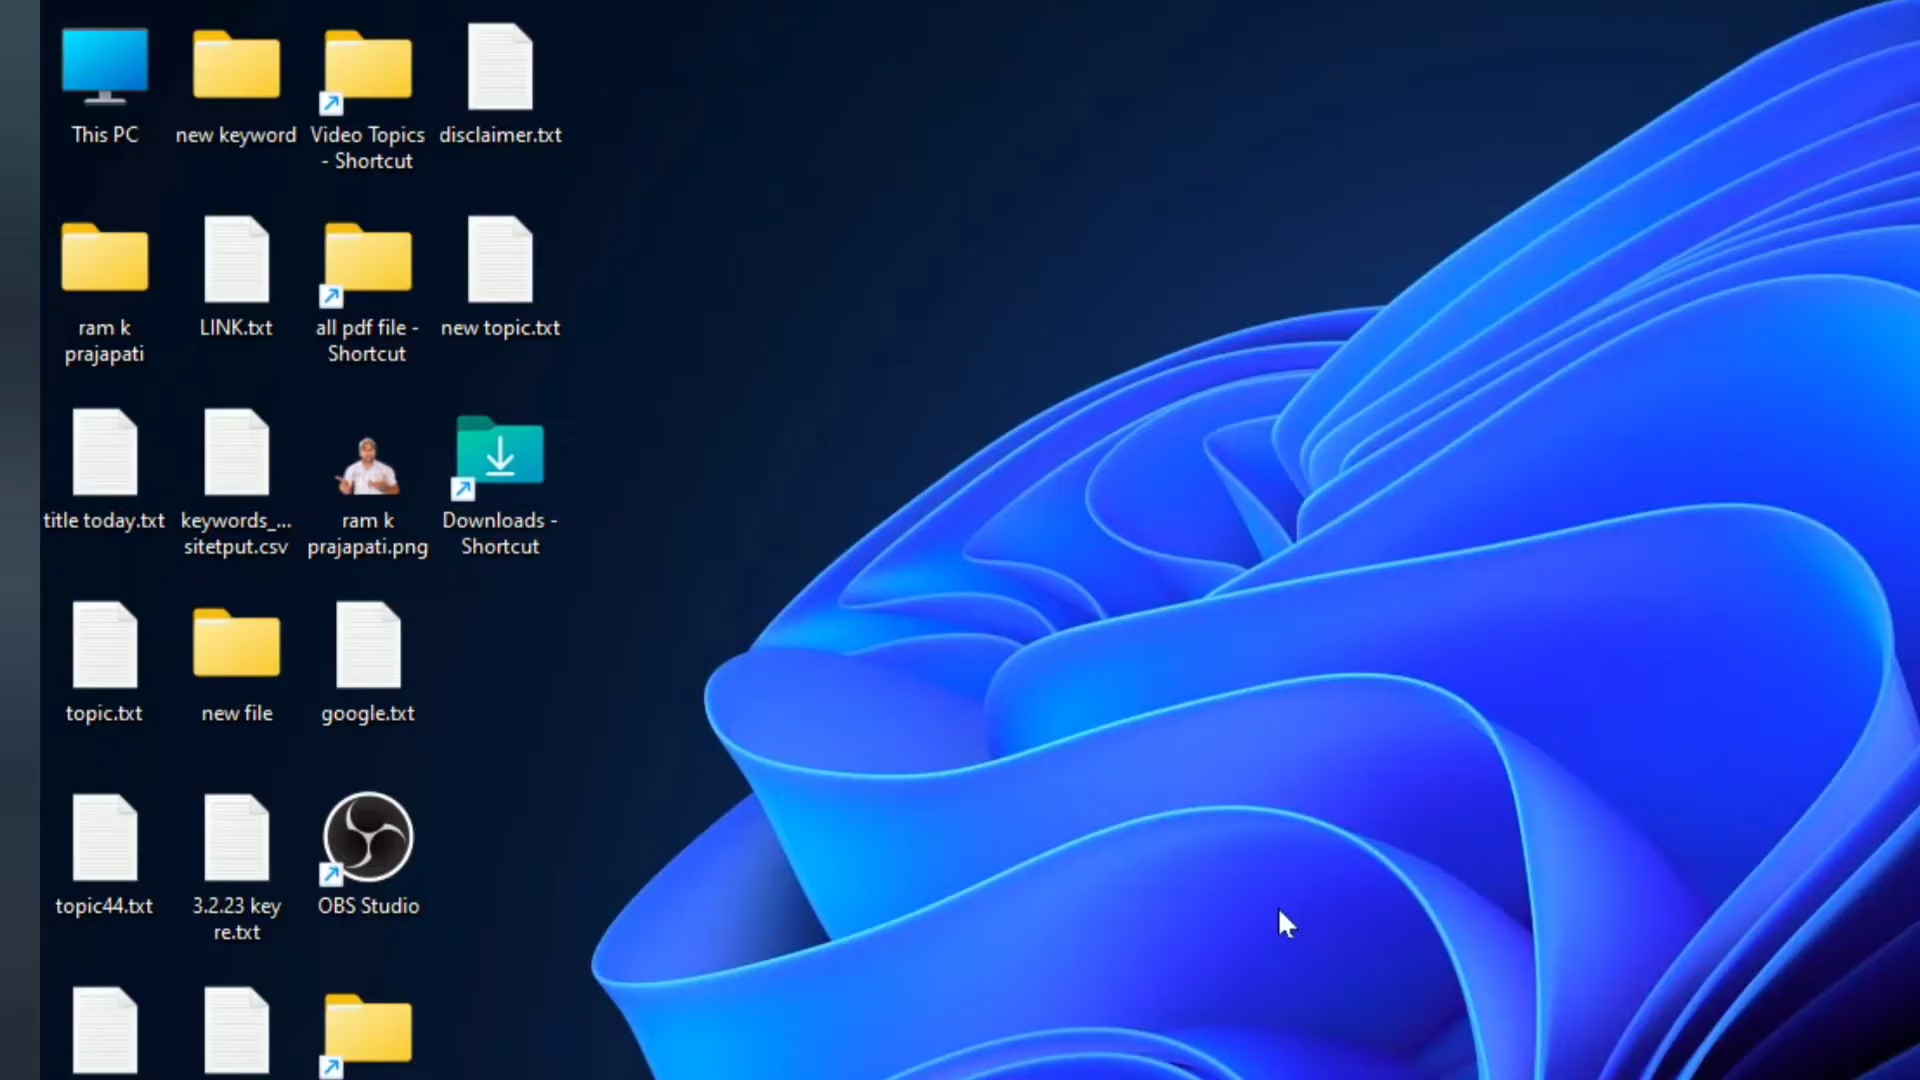 This PC
new keyword
Video Topics
- Shortcut
disclaimer.txt
ram k
prajapati
LINK.txt
all pdf file -
Shortcut
new topic.txt
title today.txt
keywords_...
sitetput.csv
ram k
prajapati.png
Downloads -
Shortcut
topic.txt
new file
google.txt
topic44.txt
3.2.23 key
re.txt
OBS Studio